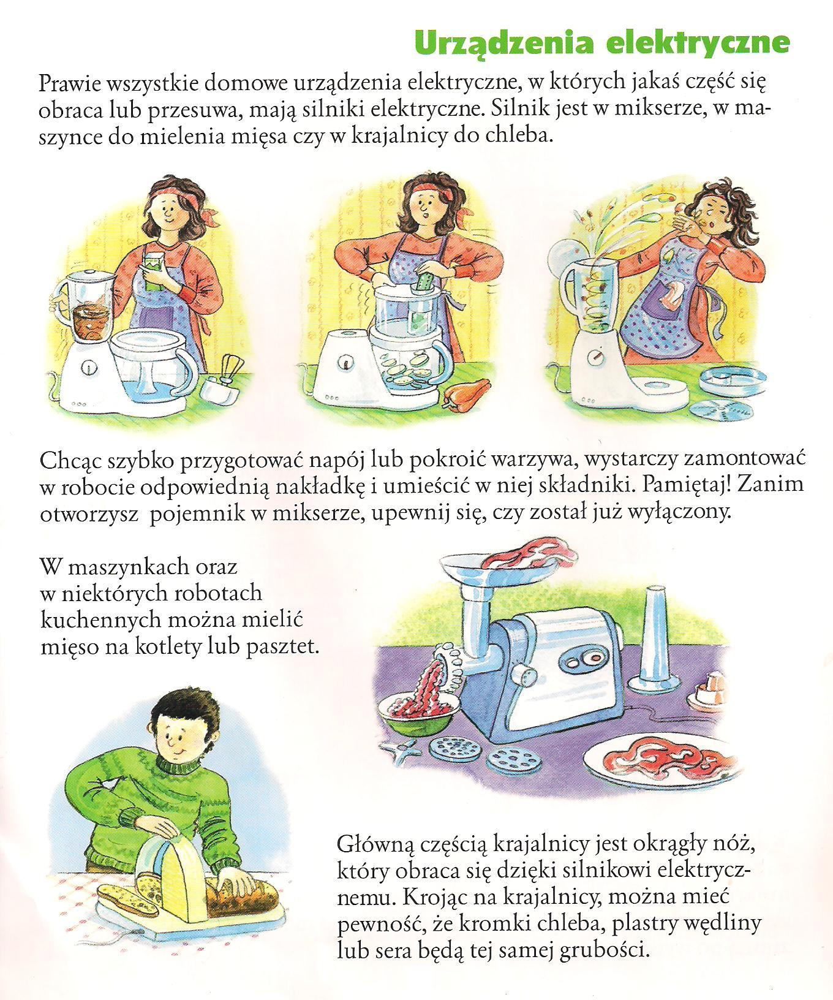 Urządzenia elektryczne
Prawie wszystkie domowe urządzenia elektryczne, w których jakaś część się
obraca lub przesuwa, mają silniki elektryczne. Silnik jest w mikserze, w ma-
szynce do mielenia mięsa czy w krajalnicy do chleba.
Chcąc szybko przygotować napój lub pokroić warzywa, wystarczy zamontować
w robocie odpowiednią nakładkę i umieścić w niej składniki. Pamiętaj! Zanim
otworzysz pojemnik w mikserze, upewnij się, czy został już wyłączony.
W maszynkach oraz
w niektórych robotach
kuchennych można mielić
mięso na kotlety lub pasztet.
Główną częścią krajalnicy jest okrągły nóż,
który obraca się dzięki silnikowi elektrycz-
nemu. Krojąc na krajalnicy, można mieć
pewność, że kromki chleba, plastry wędliny
lub sera będą tej samej grubości.